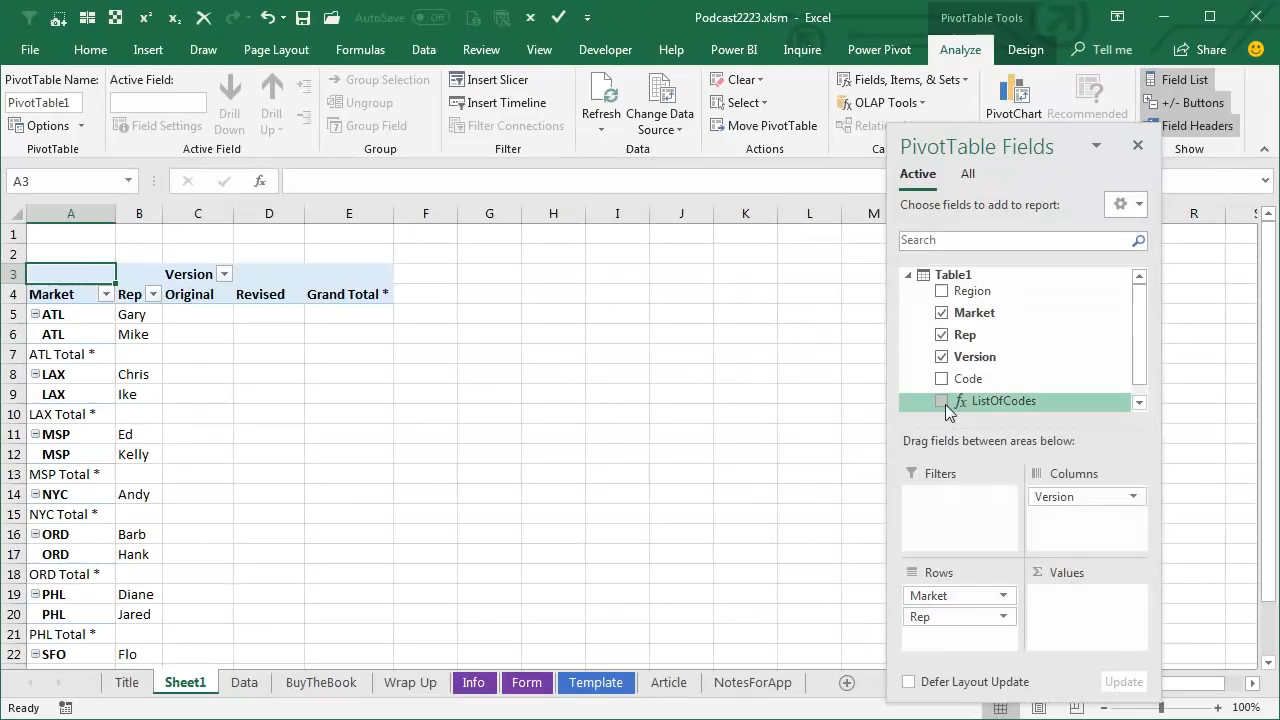 x² x₂ AutoSave Off Podcast2223.xlsm - Excel PivotTable Tools
File Home Insert Draw Page Layout Formulas Data Review View Developer Help Power BI Inquire Power Pivot Analyze Design Tell me Share
PivotTable Name: Active Field:
PivotTable1
Options Field Settings
Drill Down Drill Up
PivotTable Active Field
Group Selection
Ungroup
Group Field
Group
Insert Slicer
Insert Timeline
Filter Connections
Filter
Refresh Change Data Source
Data
Clear
Select
Move PivotTable
Actions
Fields, Items, & Sets
OLAP Tools
PivotChart Recommended
Field List
+/- Buttons
Field Headers
Show
A3 fx
A B C D E F G H I J K L M R
1
2
3 Version
4 Market Rep Original Revised Grand Total *
5 ATL Gary
6 ATL Mike
7 ATL Total *
8 LAX Chris
9 LAX Ike
10 LAX Total *
11 MSP Ed
12 MSP Kelly
13 MSP Total *
14 NYC Andy
15 NYC Total *
16 ORD Barb
17 ORD Hank
18 ORD Total *
19 PHL Diane
20 PHL Jared
21 PHL Total *
22 SFO Flo
PivotTable Fields
Active All
Choose fields to add to report:
Search
Table1
Region
Market
Rep
Version
Code
fx ListOfCodes
Drag fields between areas below:
Filters Columns
Version
Rows Σ Values
Market
Rep
Defer Layout Update Update
Title Sheet1 Data BuyTheBook Wrap Up Info Form Template Article NotesForApp
Ready 100%